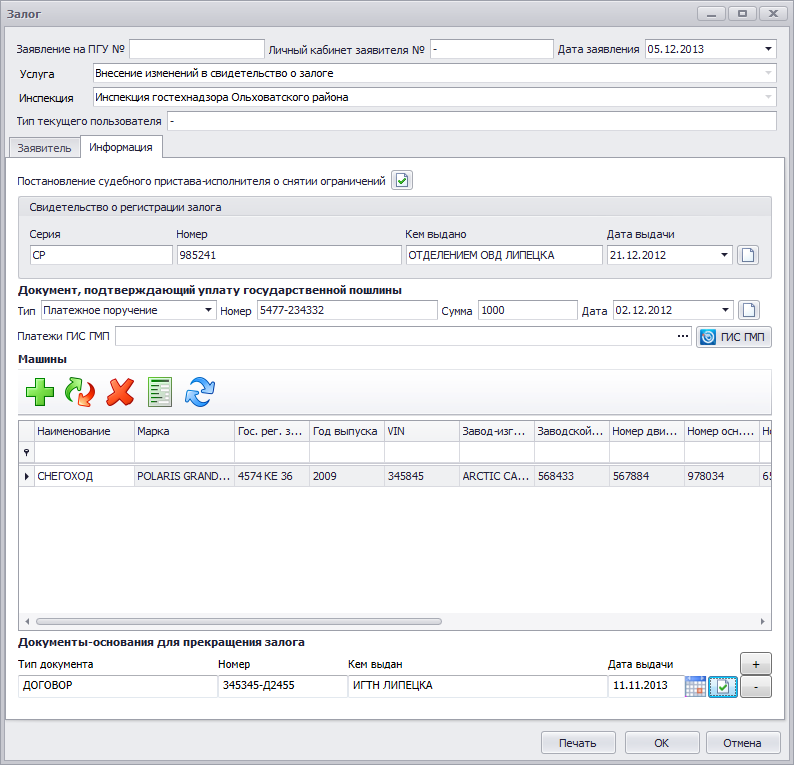 Залог
Заявление на ПГУ № Личный кабинет заявителя № - Дата заявления 05.12.2013
Услуга Внесение изменений в свидетельство о залоге
Инспекция Инспекция гостехнадзора Ольховатского района
Тип текущего пользователя -
Заявитель Информация
Постановление судебного пристава-исполнителя о снятии ограничений
Свидетельство о регистрации залога
Серия Номер Кем выдано Дата выдачи
СР 985241 ОТДЕЛЕНИЕМ ОВД ЛИПЕЦКА 21.12.2012
Документ, подтверждающий уплату государственной пошлины
Тип Платежное поручение Номер 5477-234332 Сумма 1000 Дата 02.12.2012
Платежи ГИС ГМП ... ГИС ГМП
Машины
Наименование Марка Гос. рег. з... Год выпуска VIN Завод-изг... Заводской... Номер дви... Номер осн.... Но
СНЕГОХОД POLARIS GRAND... 4574 КЕ 36 2009 345845 ARCTIC CA... 568433 567884 978034 65
Документы-основания для прекращения залога
Тип документа Номер Кем выдан Дата выдачи +
ДОГОВОР 345345-Д2455 ИГТН ЛИПЕЦКА 11.11.2013 -
Печать ОК Отмена